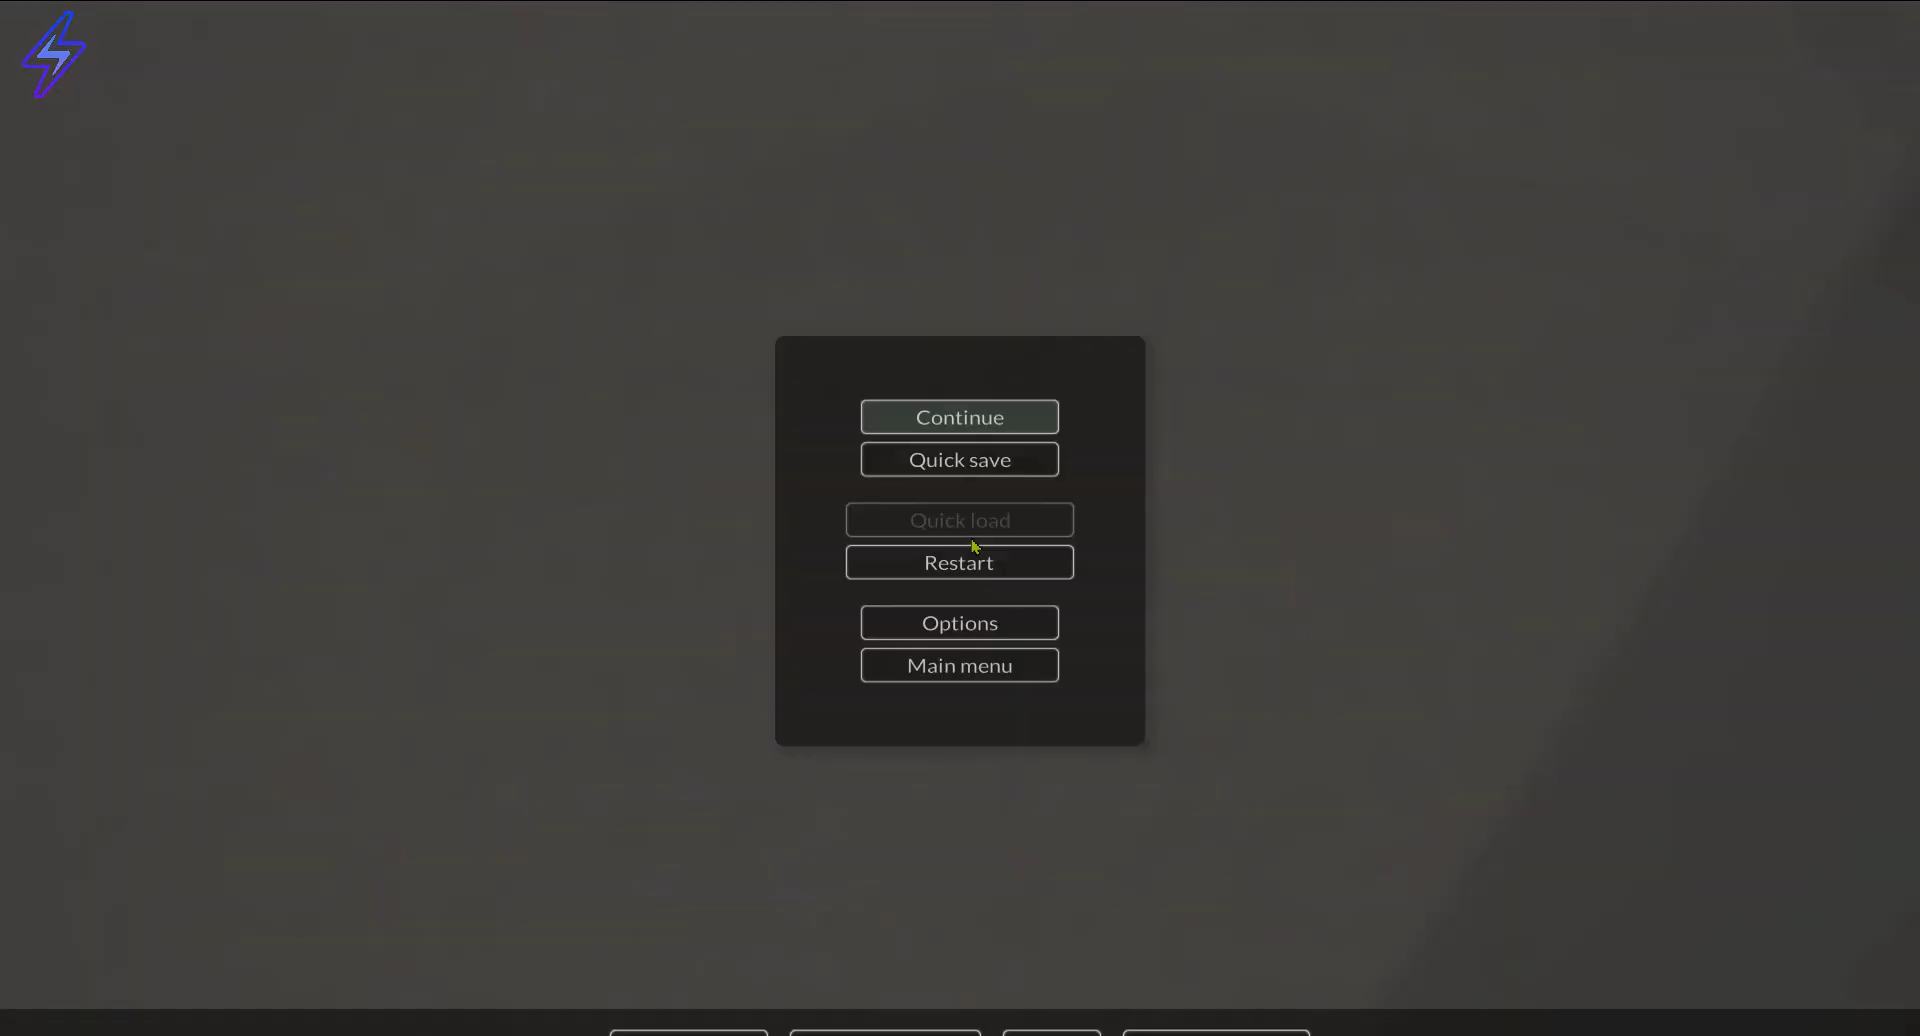 Continue
Quick save
Quick load
Restart
Options
Main menu